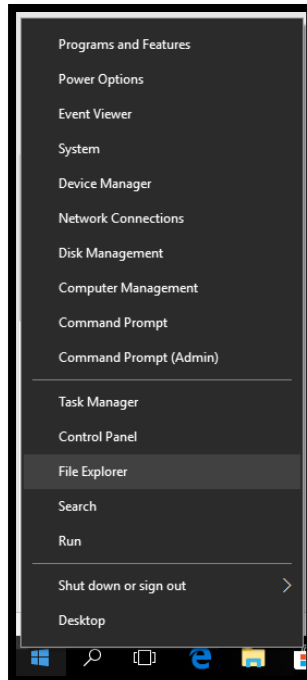 Programs and Features
Power Options
Event Viewer
System
Device Manager
Network Connections
Disk Management
Computer Management
Command Prompt
Command Prompt (Admin)
Task Manager
Control Panel
File Explorer
Search
Run
Shut down or sign out
Desktop